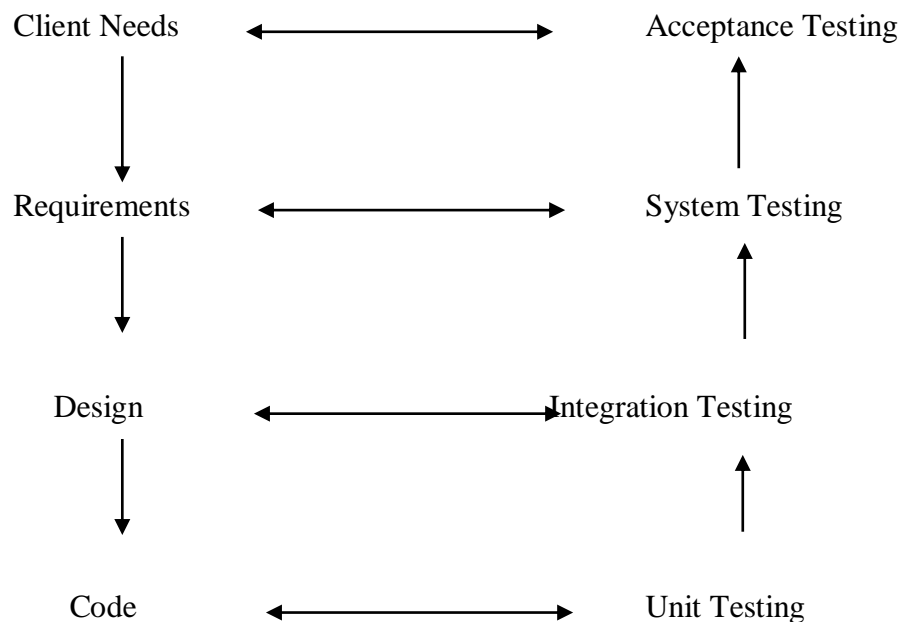 Client Needs Acceptance Testing
Requirements System Testing
Design Integration Testing
Code Unit Testing